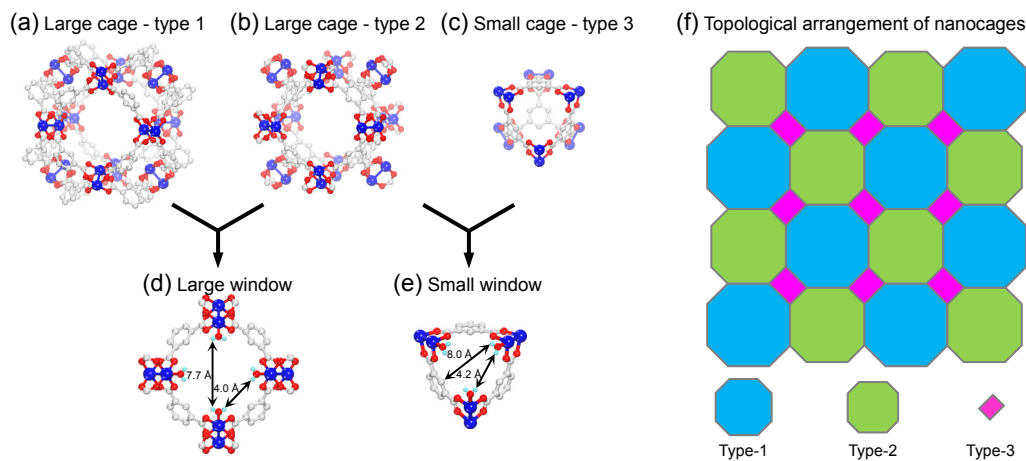 (a) Large cage - type 1
(b) Large cage - type 2
(c) Small cage - type 3
(d) Large window
7.7 Å
4.0 Å
(e) Small window
8.0 Å
4.2 Å
(f) Topological arrangement of nanocages
Type-1
Type-2
Type-3